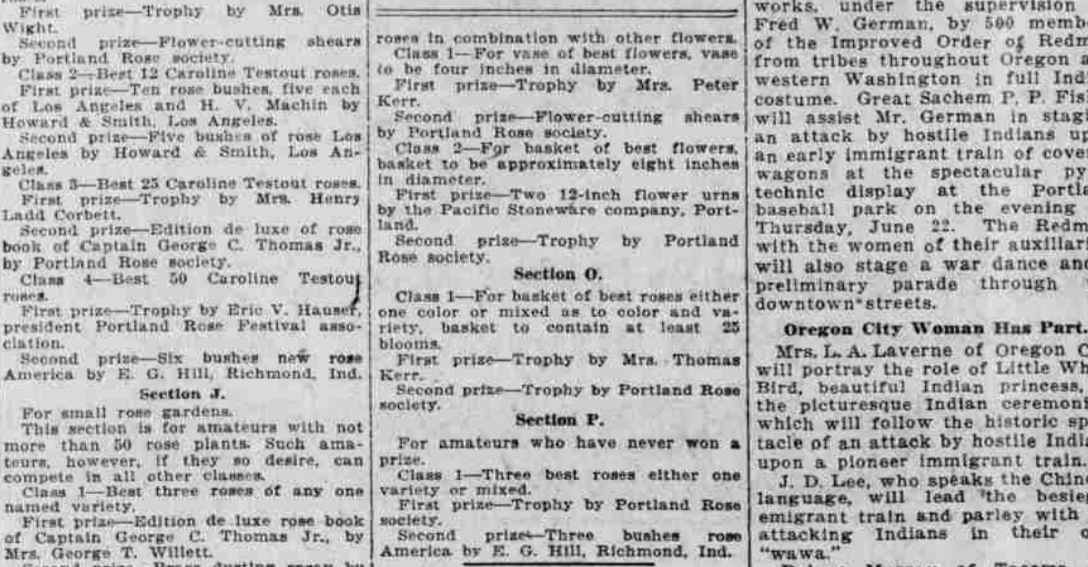 First prize—Trophy by Mrs. Otis
Wight.
Second prize—Flower-cutting shears
by Portland Rose society.
Class 2—Best 12 Caroline Testout roses.
First prize—Ten rose bushes, five each
of Los Angeles and H. V. Machin by
Howard & Smith, Los Angeles.
Second prize—Five bushes of rose Los
Angeles by Howard & Smith, Los An-
geles.
Class 3—Best 25 Caroline Testout roses.
First prize—Trophy by Mrs. Henry
Ladd Corbett.
Second prize—Edition de luxe of rose
book of Captain George C. Thomas Jr.,
by Portland Rose society.
Class 4—Best 50 Caroline Testout
roses.
First prize—Trophy by Eric V. Hauser,
president Portland Rose Festival asso-
ciation.
Second prize—Six bushes new rose
America by E. G. Hill, Richmond, Ind.
Section J.
For small rose gardens.
This section is for amateurs with not
more than 50 rose plants. Such ama-
teurs, however, if they so desire, can
compete in all other classes.
Class 1—Best three roses of any one
named variety.
First prize—Edition de luxe rose book
of Captain George C. Thomas Jr., by
Mrs. George T. Willett.
roses in combination with other flowers.
Class 1—For vase of best flowers, vase
to be four inches in diameter.
First prize—Trophy by Mrs. Peter
Kerr.
Second prize—Flower-cutting shears
by Portland Rose society.
Class 2—For basket of best flowers,
basket to be approximately eight inches
in diameter.
First prize—Two 12-inch flower urns
by the Pacific Stoneware company, Port-
land.
Second prize—Trophy by Portland
Rose society.
Section O.
Class 1—For basket of best roses either
one color or mixed as to color and va-
riety, basket to contain at least 25
blooms.
First prize—Trophy by Mrs. Thomas
Kerr.
Second prize—Trophy by Portland Rose
society.
Section P.
For amateurs who have never won a
prize.
Class 1—Three best roses either one
variety or mixed.
First prize—Trophy by Portland Rose
society.
Second prize—Three bushes rose
America by E. G. Hill, Richmond, Ind.
works, under the supervision
Fred W. German, by 500 memb
of the Improved Order of Redm
from tribes throughout Oregon a
western Washington in full Ind
costume. Great Sachem P. P. Fis
will assist Mr. German in stagi
an attack by hostile Indians up
an early immigrant train of cove
wagons at the spectacular py
technic display at the Portla
baseball park on the evening
Thursday, June 22. The Redm
with the women of their auxiliar
will also stage a war dance and
preliminary parade through
downtown streets.
Oregon City Woman Has Part.
Mrs. L. A. Laverne of Oregon C
will portray the role of Little Wh
Bird, beautiful Indian princess,
the picturesque Indian ceremoni
which will follow the historic sp
tacle of an attack by hostile India
upon a pioneer immigrant train.
J. D. Lee, who speaks the Chin
language, will lead the besie
emigrant train and parley with
attacking Indians in their o
"wawa."